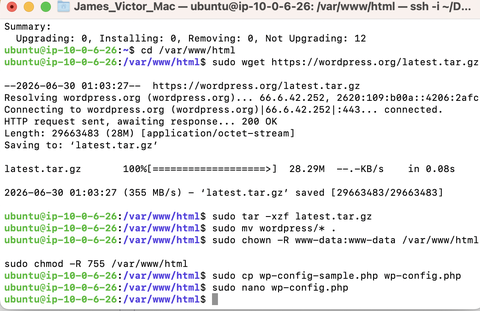 James_Victor_Mac — ubuntu@ip-10-0-6-26: /var/www/html — ssh -i ~/D...
Summary:
  Upgrading: 0, Installing: 0, Removing: 0, Not Upgrading: 12
ubuntu@ip-10-0-6-26:~$ cd /var/www/html
ubuntu@ip-10-0-6-26:/var/www/html$ sudo wget https://wordpress.org/latest.tar.gz
--2026-06-30 01:03:27--  https://wordpress.org/latest.tar.gz
Resolving wordpress.org (wordpress.org)... 66.6.42.252, 2620:109:b00a::4206:2afc
Connecting to wordpress.org (wordpress.org)|66.6.42.252|:443... connected.
HTTP request sent, awaiting response... 200 OK
Length: 29663483 (28M) [application/octet-stream]
Saving to: ‘latest.tar.gz’
latest.tar.gz      100%[===================>]  28.29M  --.-KB/s    in 0.08s
2026-06-30 01:03:27 (355 MB/s) - ‘latest.tar.gz’ saved [29663483/29663483]
ubuntu@ip-10-0-6-26:/var/www/html$ sudo tar -xzf latest.tar.gz
ubuntu@ip-10-0-6-26:/var/www/html$ sudo mv wordpress/* .
ubuntu@ip-10-0-6-26:/var/www/html$ sudo chown -R www-data:www-data /var/www/html
sudo chmod -R 755 /var/www/html
ubuntu@ip-10-0-6-26:/var/www/html$ sudo cp wp-config-sample.php wp-config.php
ubuntu@ip-10-0-6-26:/var/www/html$ sudo nano wp-config.php
ubuntu@ip-10-0-6-26:/var/www/html$